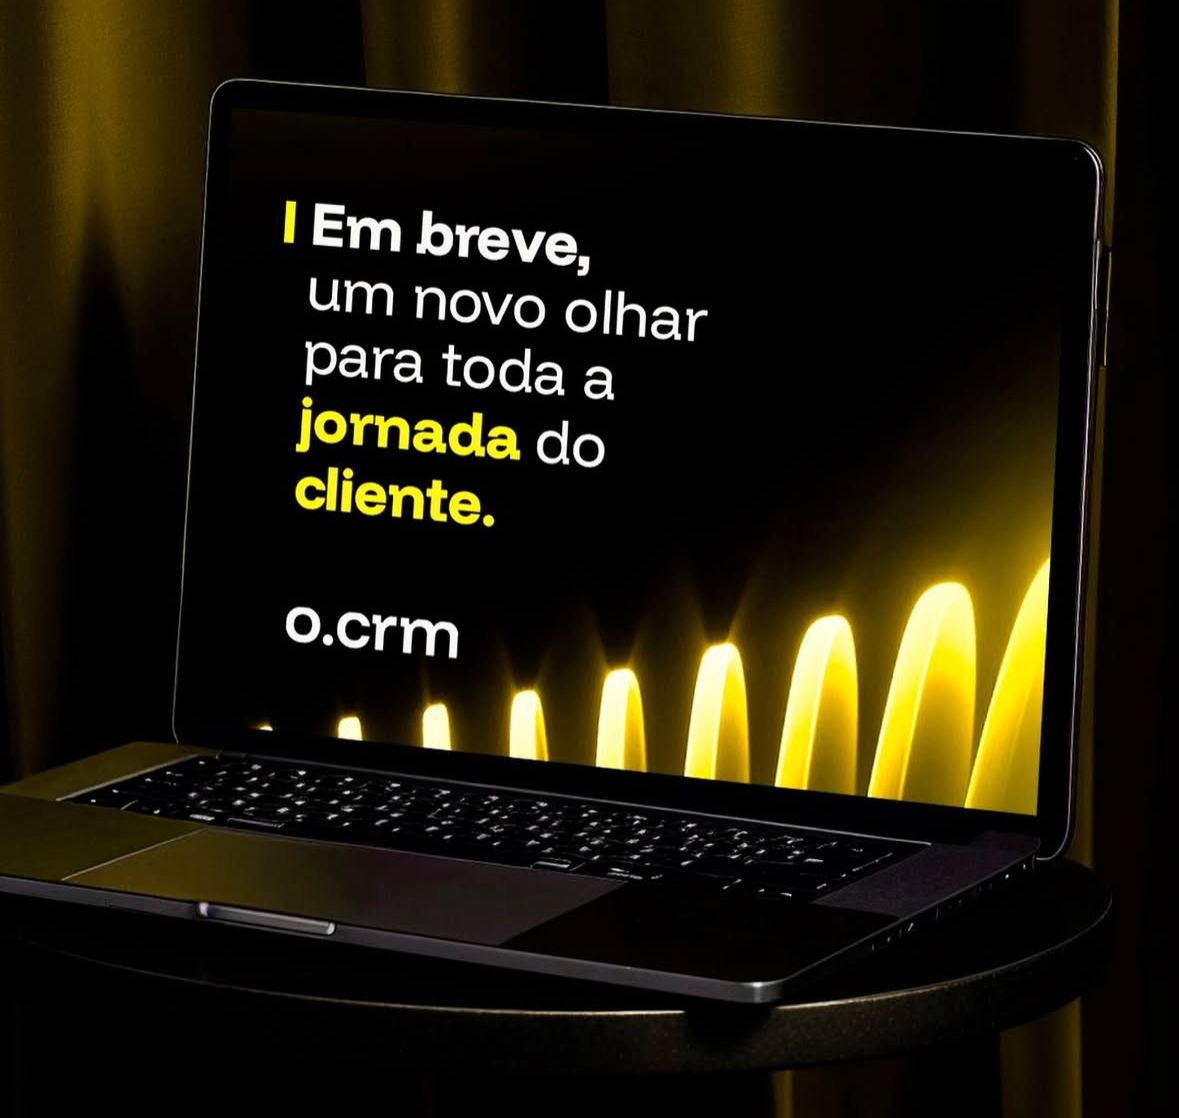 Em breve,
um novo olhar
para toda a
jornada do
cliente.
o.crm